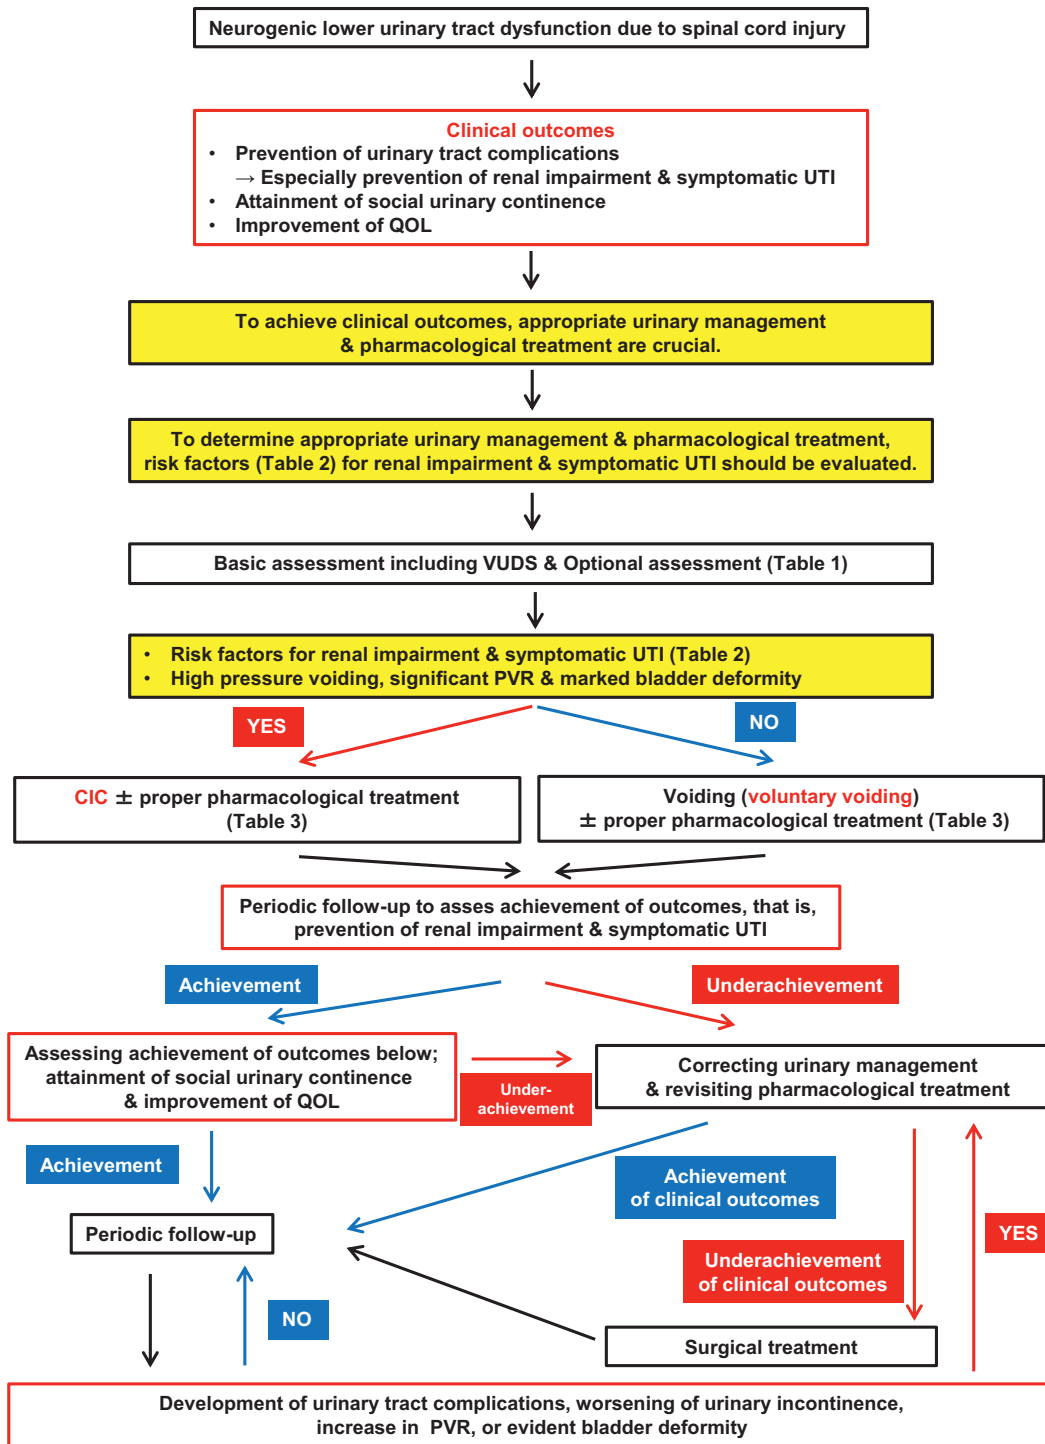 Neurogenic lower urinary tract dysfunction due to spinal cord injury
Clinical outcomes
• Prevention of urinary tract complications
→ Especially prevention of renal impairment & symptomatic UTI
• Attainment of social urinary continence
• Improvement of QOL
To achieve clinical outcomes, appropriate urinary management
& pharmacological treatment are crucial.
To determine appropriate urinary management & pharmacological treatment,
risk factors (Table 2) for renal impairment & symptomatic UTI should be evaluated.
Basic assessment including VUDS & Optional assessment (Table 1)
• Risk factors for renal impairment & symptomatic UTI (Table 2)
• High pressure voiding, significant PVR & marked bladder deformity
YES
NO
CIC ± proper pharmacological treatment
(Table 3)
Voiding (voluntary voiding)
± proper pharmacological treatment (Table 3)
Periodic follow-up to asses achievement of outcomes, that is,
prevention of renal impairment & symptomatic UTI
Achievement
Underachievement
Assessing achievement of outcomes below;
attainment of social urinary continence
& improvement of QOL
Under-
achievement
Correcting urinary management
& revisiting pharmacological treatment
Achievement
Achievement
of clinical outcomes
Periodic follow-up
YES
Underachievement
of clinical outcomes
NO
Surgical treatment
Development of urinary tract complications, worsening of urinary incontinence,
increase in PVR, or evident bladder deformity